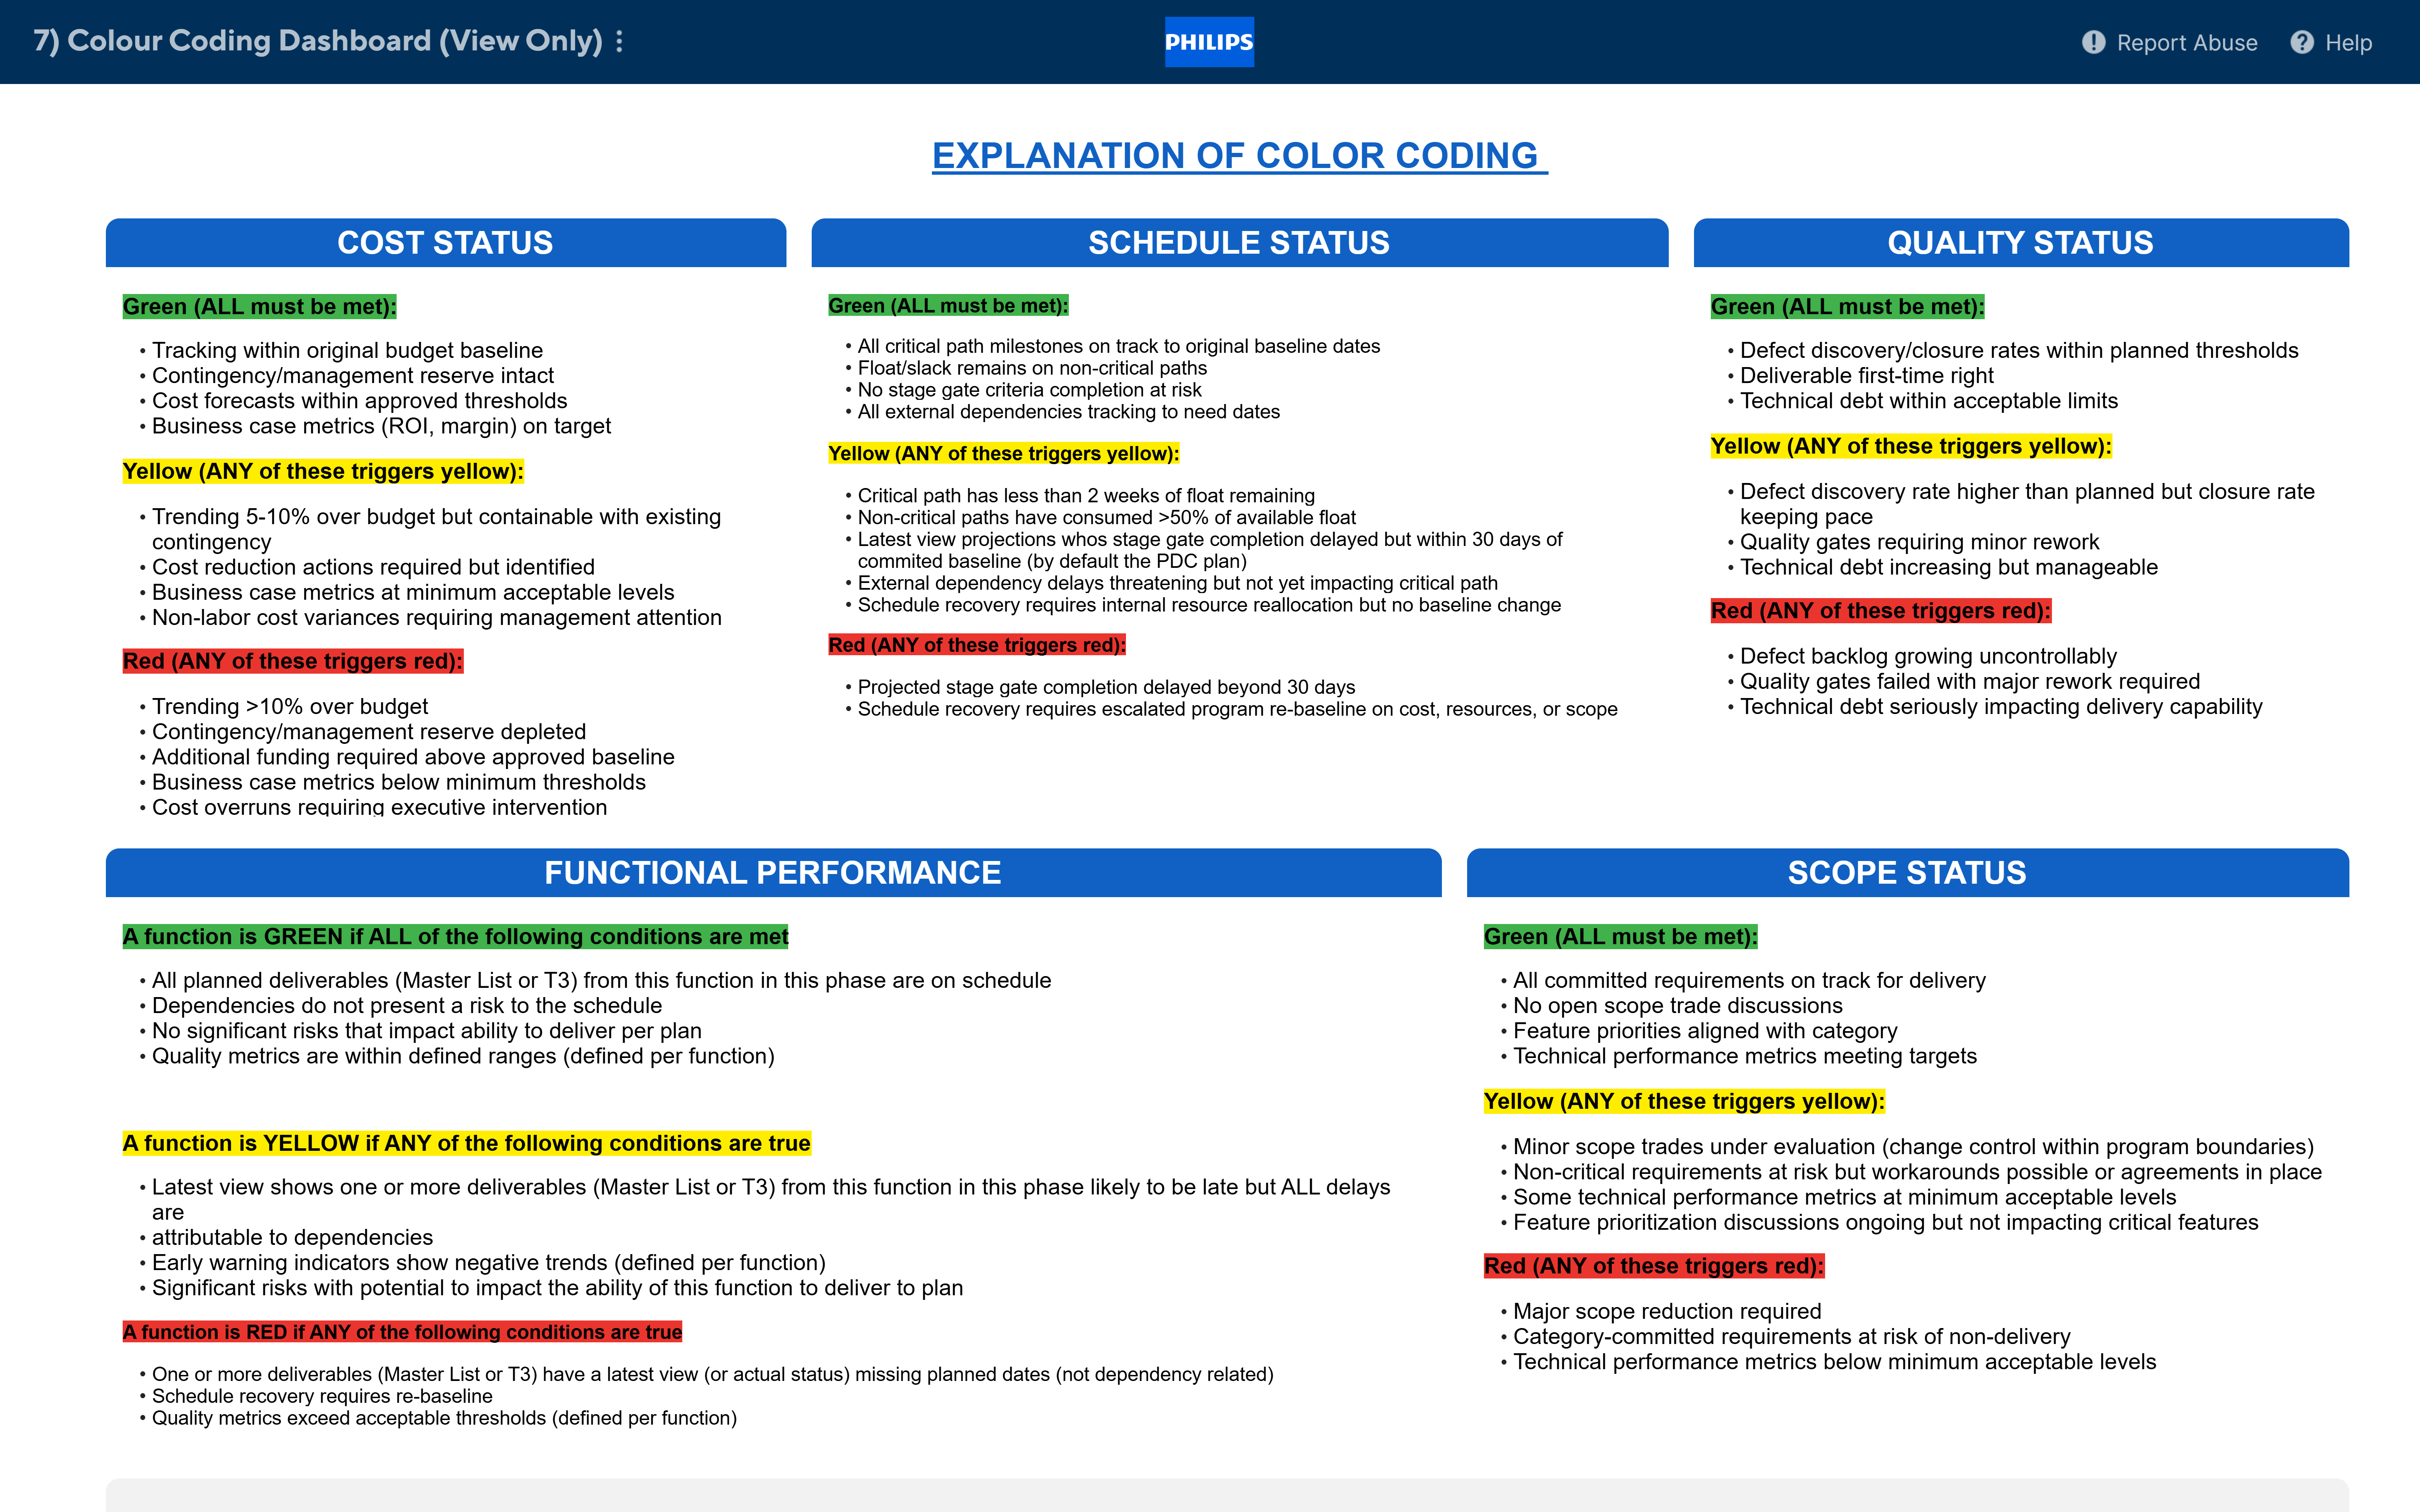 7) Colour Coding Dashboard (View Only)
PHILIPS
Report Abuse
Help
EXPLANATION OF COLOR CODING
COST STATUS
Green (ALL must be met):
• Tracking within original budget baseline
• Contingency/management reserve intact
• Cost forecasts within approved thresholds
• Business case metrics (ROI, margin) on target
Yellow (ANY of these triggers yellow):
• Trending 5-10% over budget but containable with existing
contingency
• Cost reduction actions required but identified
• Business case metrics at minimum acceptable levels
• Non-labor cost variances requiring management attention
Red (ANY of these triggers red):
• Trending >10% over budget
• Contingency/management reserve depleted
• Additional funding required above approved baseline
• Business case metrics below minimum thresholds
• Cost overruns requiring executive intervention
SCHEDULE STATUS
Green (ALL must be met):
• All critical path milestones on track to original baseline dates
• Float/slack remains on non-critical paths
• No stage gate criteria completion at risk
• All external dependencies tracking to need dates
Yellow (ANY of these triggers yellow):
• Critical path has less than 2 weeks of float remaining
• Non-critical paths have consumed >50% of available float
• Latest view projections whos stage gate completion delayed but within 30 days of
commited baseline (by default the PDC plan)
• External dependency delays threatening but not yet impacting critical path
• Schedule recovery requires internal resource reallocation but no baseline change
Red (ANY of these triggers red):
• Projected stage gate completion delayed beyond 30 days
• Schedule recovery requires escalated program re-baseline on cost, resources, or scope
QUALITY STATUS
Green (ALL must be met):
• Defect discovery/closure rates within planned thresholds
• Deliverable first-time right
• Technical debt within acceptable limits
Yellow (ANY of these triggers yellow):
• Defect discovery rate higher than planned but closure rate
keeping pace
• Quality gates requiring minor rework
• Technical debt increasing but manageable
Red (ANY of these triggers red):
• Defect backlog growing uncontrollably
• Quality gates failed with major rework required
• Technical debt seriously impacting delivery capability
FUNCTIONAL PERFORMANCE
A function is GREEN if ALL of the following conditions are met
• All planned deliverables (Master List or T3) from this function in this phase are on schedule
• Dependencies do not present a risk to the schedule
• No significant risks that impact ability to deliver per plan
• Quality metrics are within defined ranges (defined per function)
A function is YELLOW if ANY of the following conditions are true
• Latest view shows one or more deliverables (Master List or T3) from this function in this phase likely to be late but ALL delays
are
• attributable to dependencies
• Early warning indicators show negative trends (defined per function)
• Significant risks with potential to impact the ability of this function to deliver to plan
A function is RED if ANY of the following conditions are true
• One or more deliverables (Master List or T3) have a latest view (or actual status) missing planned dates (not dependency related)
• Schedule recovery requires re-baseline
• Quality metrics exceed acceptable thresholds (defined per function)
SCOPE STATUS
Green (ALL must be met):
• All committed requirements on track for delivery
• No open scope trade discussions
• Feature priorities aligned with category
• Technical performance metrics meeting targets
Yellow (ANY of these triggers yellow):
• Minor scope trades under evaluation (change control within program boundaries)
• Non-critical requirements at risk but workarounds possible or agreements in place
• Some technical performance metrics at minimum acceptable levels
• Feature prioritization discussions ongoing but not impacting critical features
Red (ANY of these triggers red):
• Major scope reduction required
• Category-committed requirements at risk of non-delivery
• Technical performance metrics below minimum acceptable levels